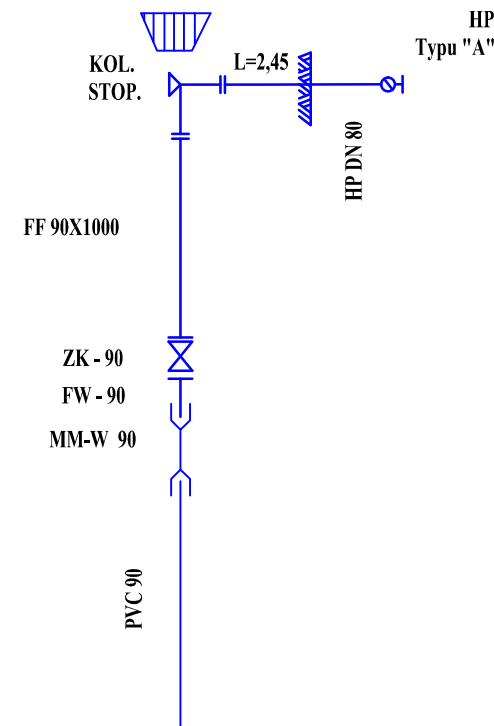 HP
Typu "A"
KOL.
STOP.
L=2,45
HP DN 80
FF 90X1000
ZK - 90
FW - 90
MM-W 90
PVC 90